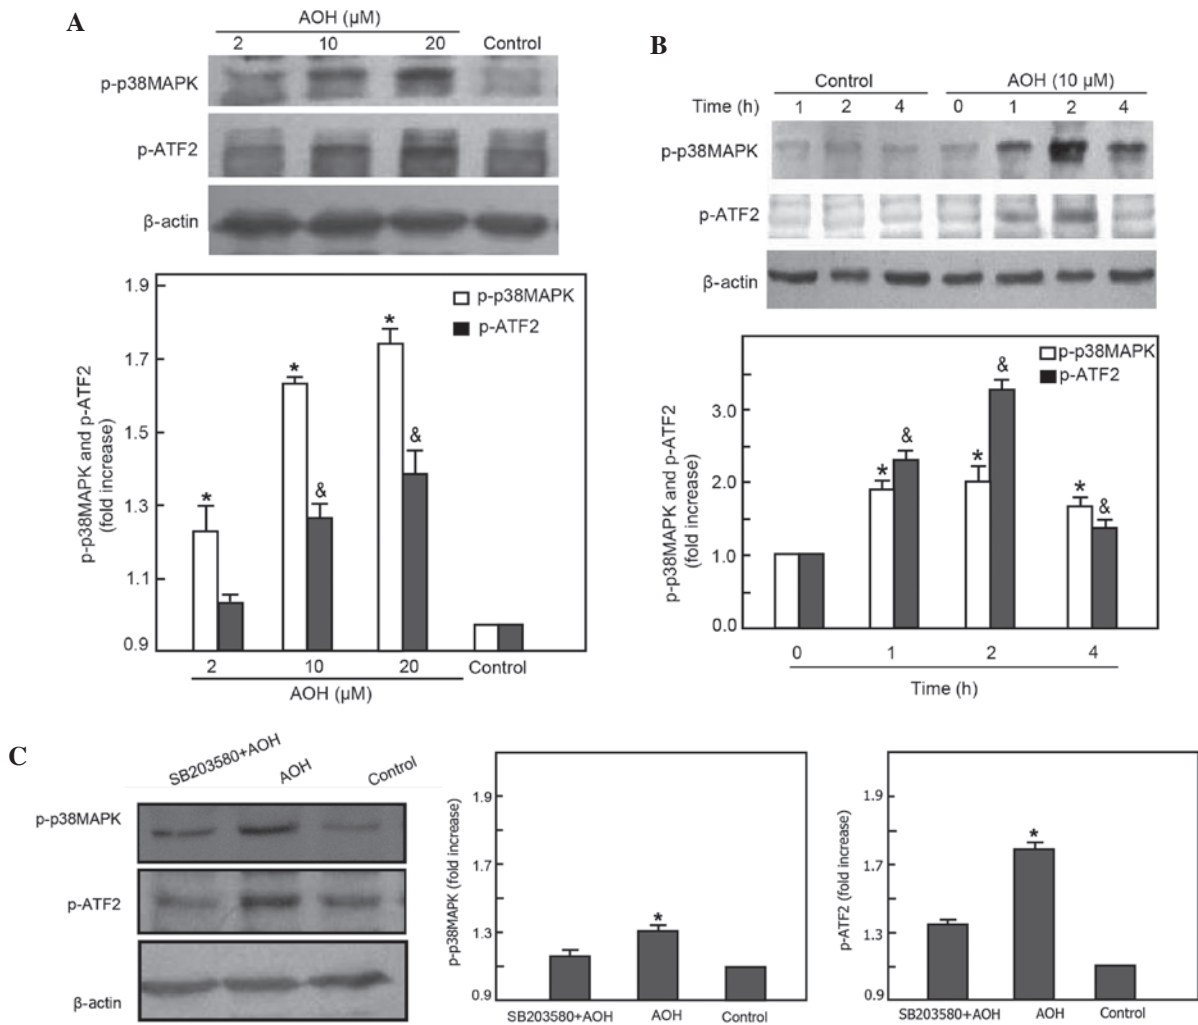 A
AOH (μM)
2 10 20 Control
p-p38MAPK
p-ATF2
β-actin
1.9
1.7
1.5
1.3
1.1
0.9
p-p38MAPK and p-ATF2
(fold increase)
p-p38MAPK
p-ATF2
*
*
&
*
&
2 10 20 Control
AOH (μM)
B
Control AOH (10 μM)
Time (h) 1 2 4 0 1 2 4
p-p38MAPK
p-ATF2
β-actin
3.0
2.0
1.0
0.0
p-p38MAPK and p-ATF2
(fold increase)
p-p38MAPK
p-ATF2
*
&
*
&
*
&
0 1 2 4
Time (h)
C
SB203580+AOH AOH Control
p-p38MAPK
p-ATF2
β-actin
p-p38MAPK (fold increase)
1.9
1.7
1.3
0.9
*
SB203580+AOH AOH Control
p-ATF2 (fold increase)
1.9
1.7
1.3
0.9
*
SB203580+AOH AOH Control